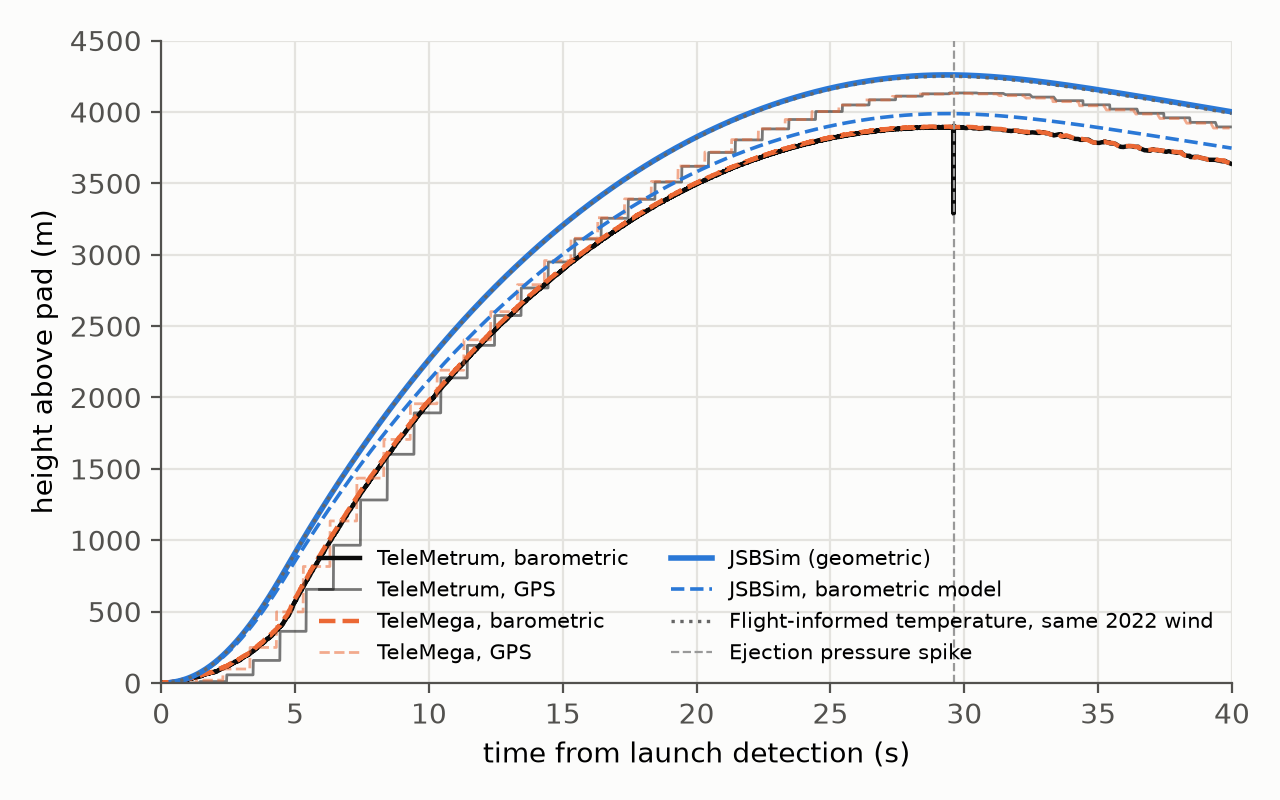 4500
4000
3500
3000
2500
2000
1500
1000
500
0
height above pad (m)
TeleMetrum, barometric
TeleMetrum, GPS
TeleMega, barometric
TeleMega, GPS
JSBSim (geometric)
JSBSim, barometric model
Flight-informed temperature, same 2022 wind
Ejection pressure spike
0 5 10 15 20 25 30 35 40
time from launch detection (s)